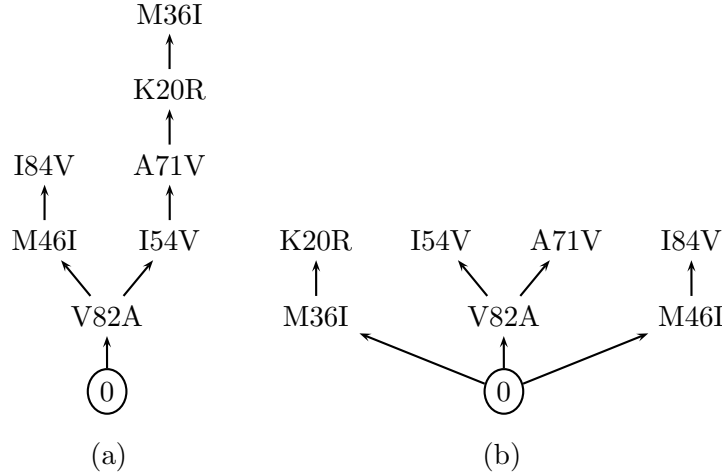 M36I
K20R
A71V
I84V
M46I I54V
V82A
0
(a)
K20R I54V A71V I84V
M36I V82A M46I
0
(b)